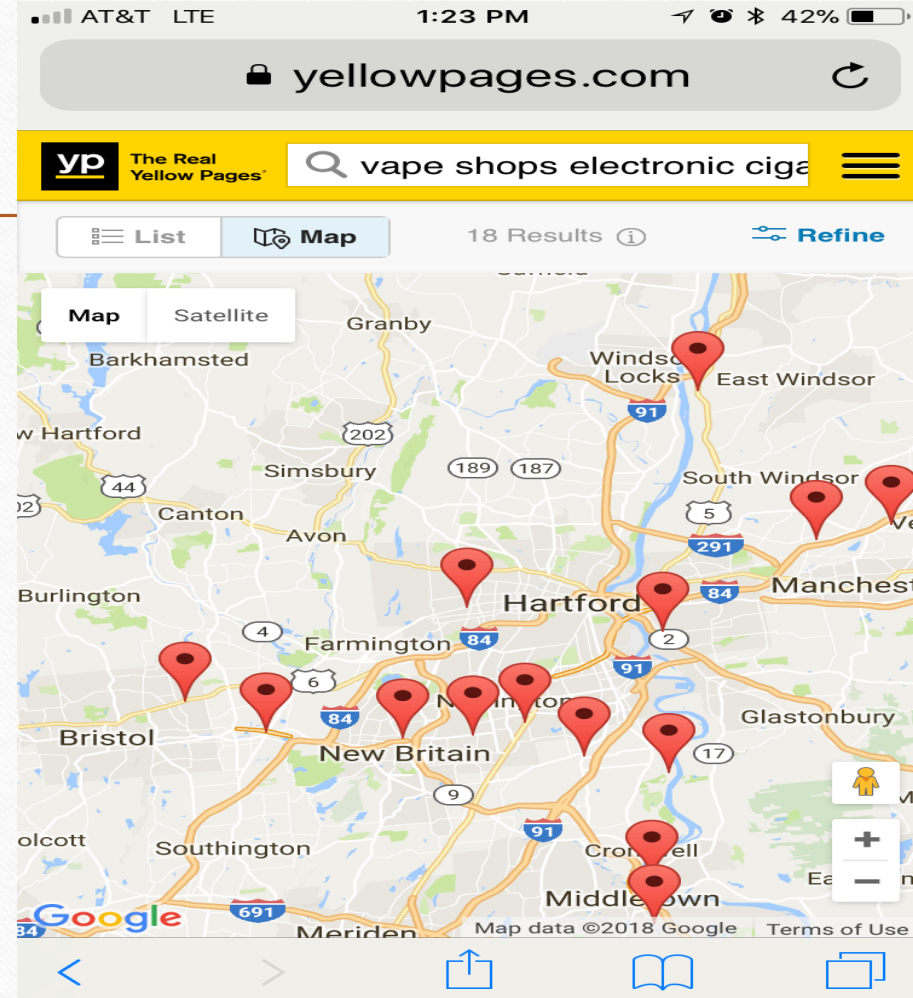 AT&T LTE 1:23 PM 42%
yellowpages.com
yp The Real
Yellow Pages
vape shops electronic ciga
List Map 18 Results Refine
Map Satellite
Granby
Barkhamsted
Locks East Windsor
91
w Hartford
202
Simsbury 189 187
South Windsor
44
Canton
5
Avon
291
Burlington
84
Manchest
Hartford
4
2
Farmington 84
91
6
84
Glastonbury
Bristol
New Britain 17
9
91
olcott
Southington
691
Google
84
Meriden
Map data ©2018 Google Terms of Use